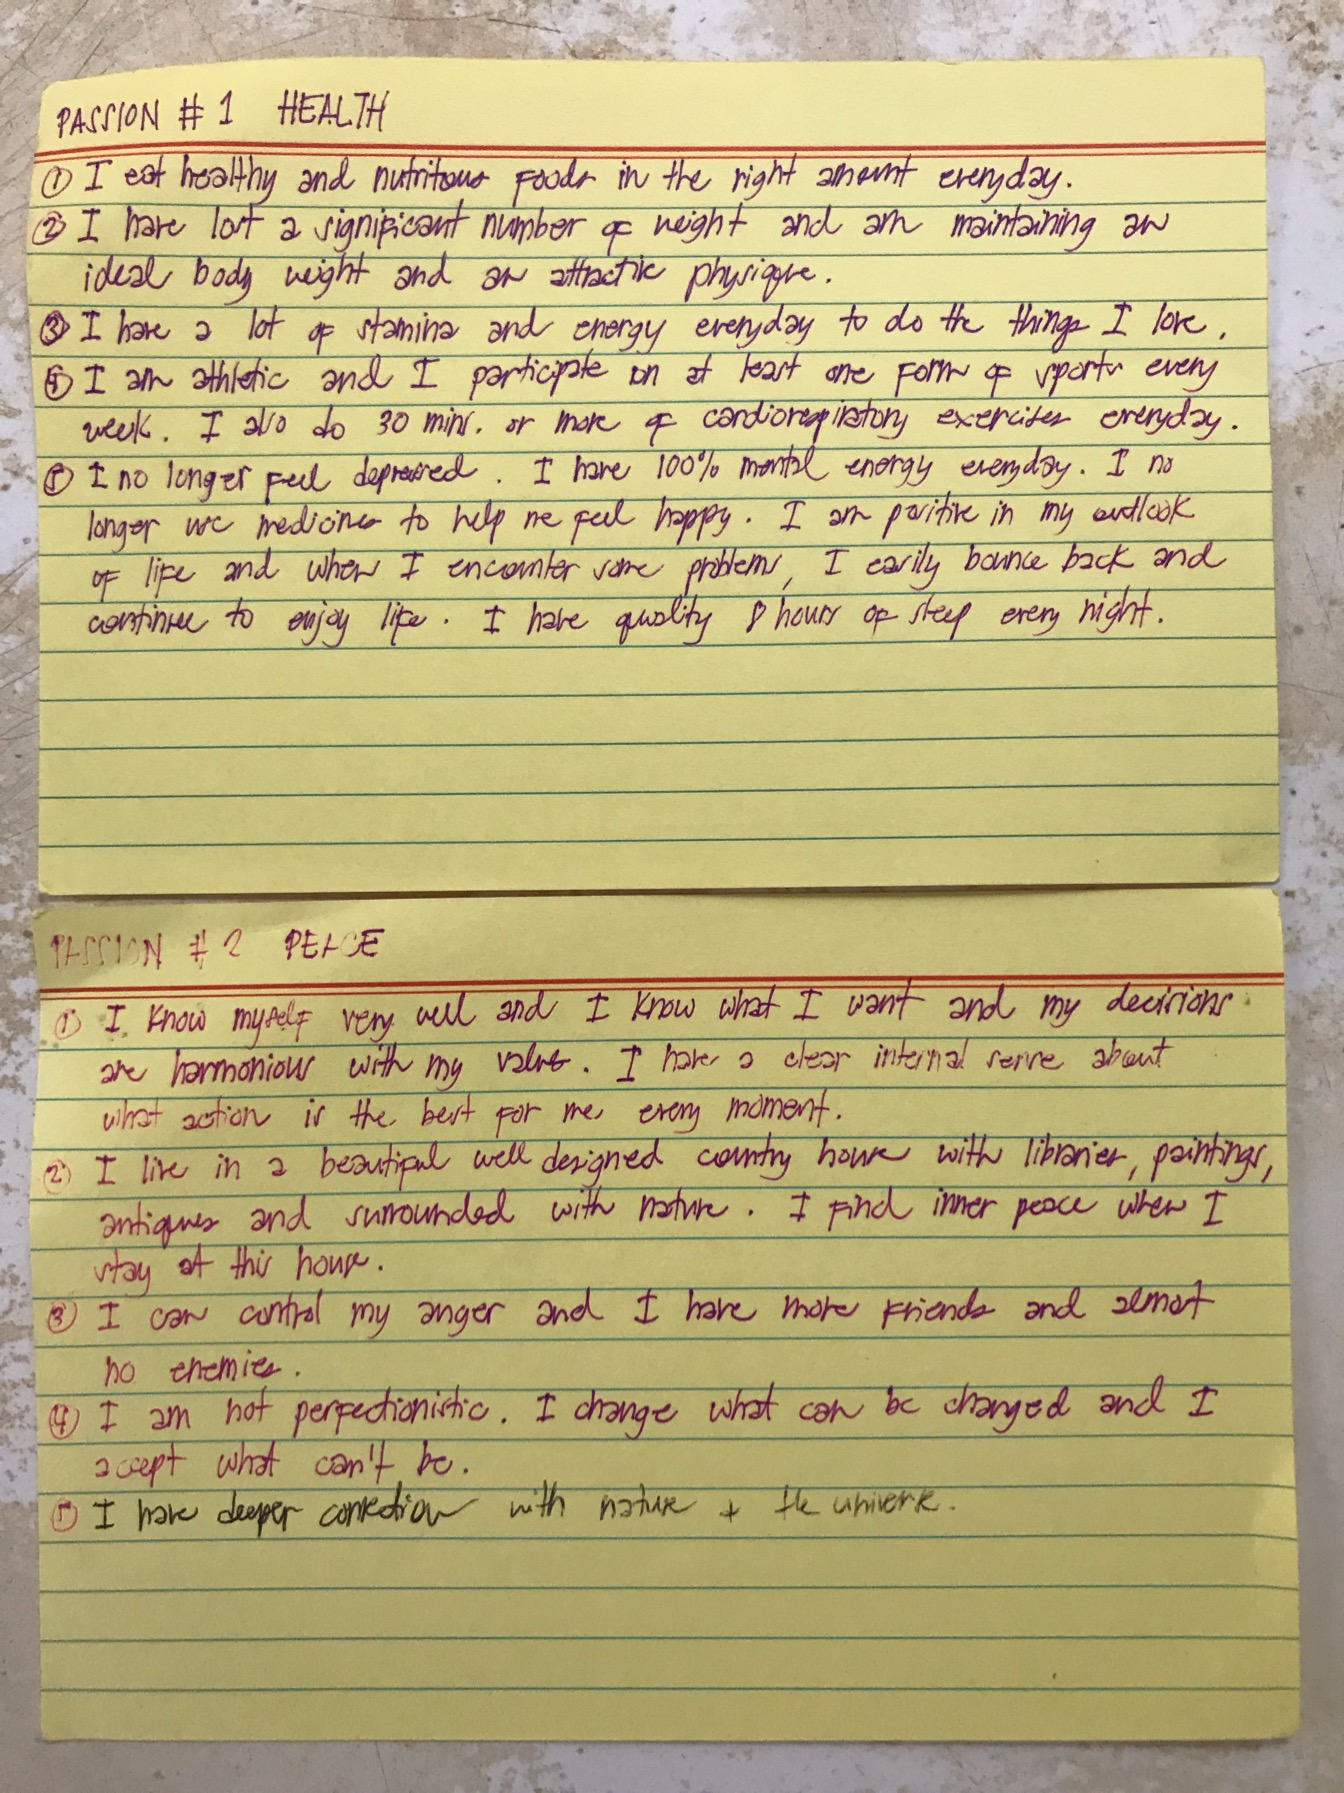 PASSION # 1 HEALTH
① I eat healthy and nutritious foods in the right amount everyday.
② I have lost a significant number of weight and am maintaining an
ideal body weight and an attractive physique.
③ I have a lot of stamina and energy everyday to do the things I love.
④ I am athletic and I participate on at least one form of sports every
week. I also do 30 mins. or more of cardiorespiratory exercises everyday.
⑤ I no longer feel depressed. I have 100% mental energy everyday. I no
longer use medicines to help me feel happy. I am positive in my outlook
of life and when I encounter some problems, I easily bounce back and
continue to enjoy life. I have quality 8 hours of sleep every night.
PASSION # 2 PEACE
① I know myself very well and I know what I want and my decisions
are harmonious with my values. I have a clear internal sense about
what action is the best for me every moment.
② I live in a beautiful well designed country house with libraries, paintings,
antiques and surrounded with nature. I find inner peace when I
stay at this house.
③ I can control my anger and I have more friends and almost
no enemies.
④ I am not perfectionistic. I change what can be changed and I
accept what can't be.
⑤ I have deeper connection with nature + the universe.